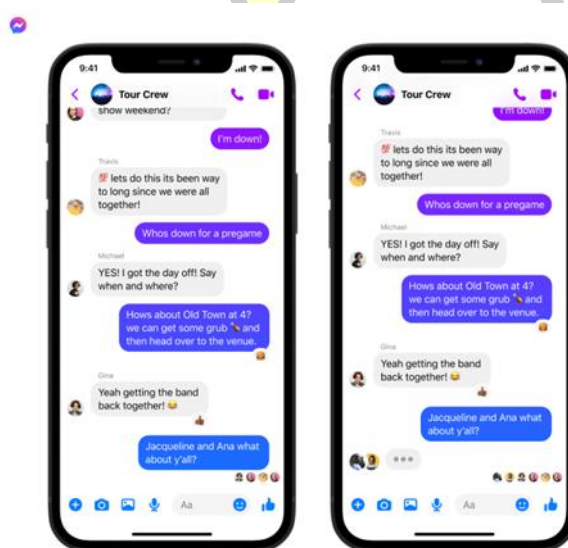 9:41
Tour Crew
show weekend?
I'm down!
Travis
💯 lets do this its been way
to long since we were all
together!
Whos down for a pregame
Michael
YES! I got the day off! Say
when and where?
Hows about Old Town at 4?
we can get some grub 🍗 and
then head over to the venue.
Gina
Yeah getting the band
back together! 😂
Jacqueline and Ana what
about y'all?
Aa
9:41
Tour Crew
I'm down!
Travis
💯 lets do this its been way
to long since we were all
together!
Whos down for a pregame
Michael
YES! I got the day off! Say
when and where?
Hows about Old Town at 4?
we can get some grub 🍗 and
then head over to the venue.
Gina
Yeah getting the band
back together! 😂
Jacqueline and Ana what
about y'all?
Aa